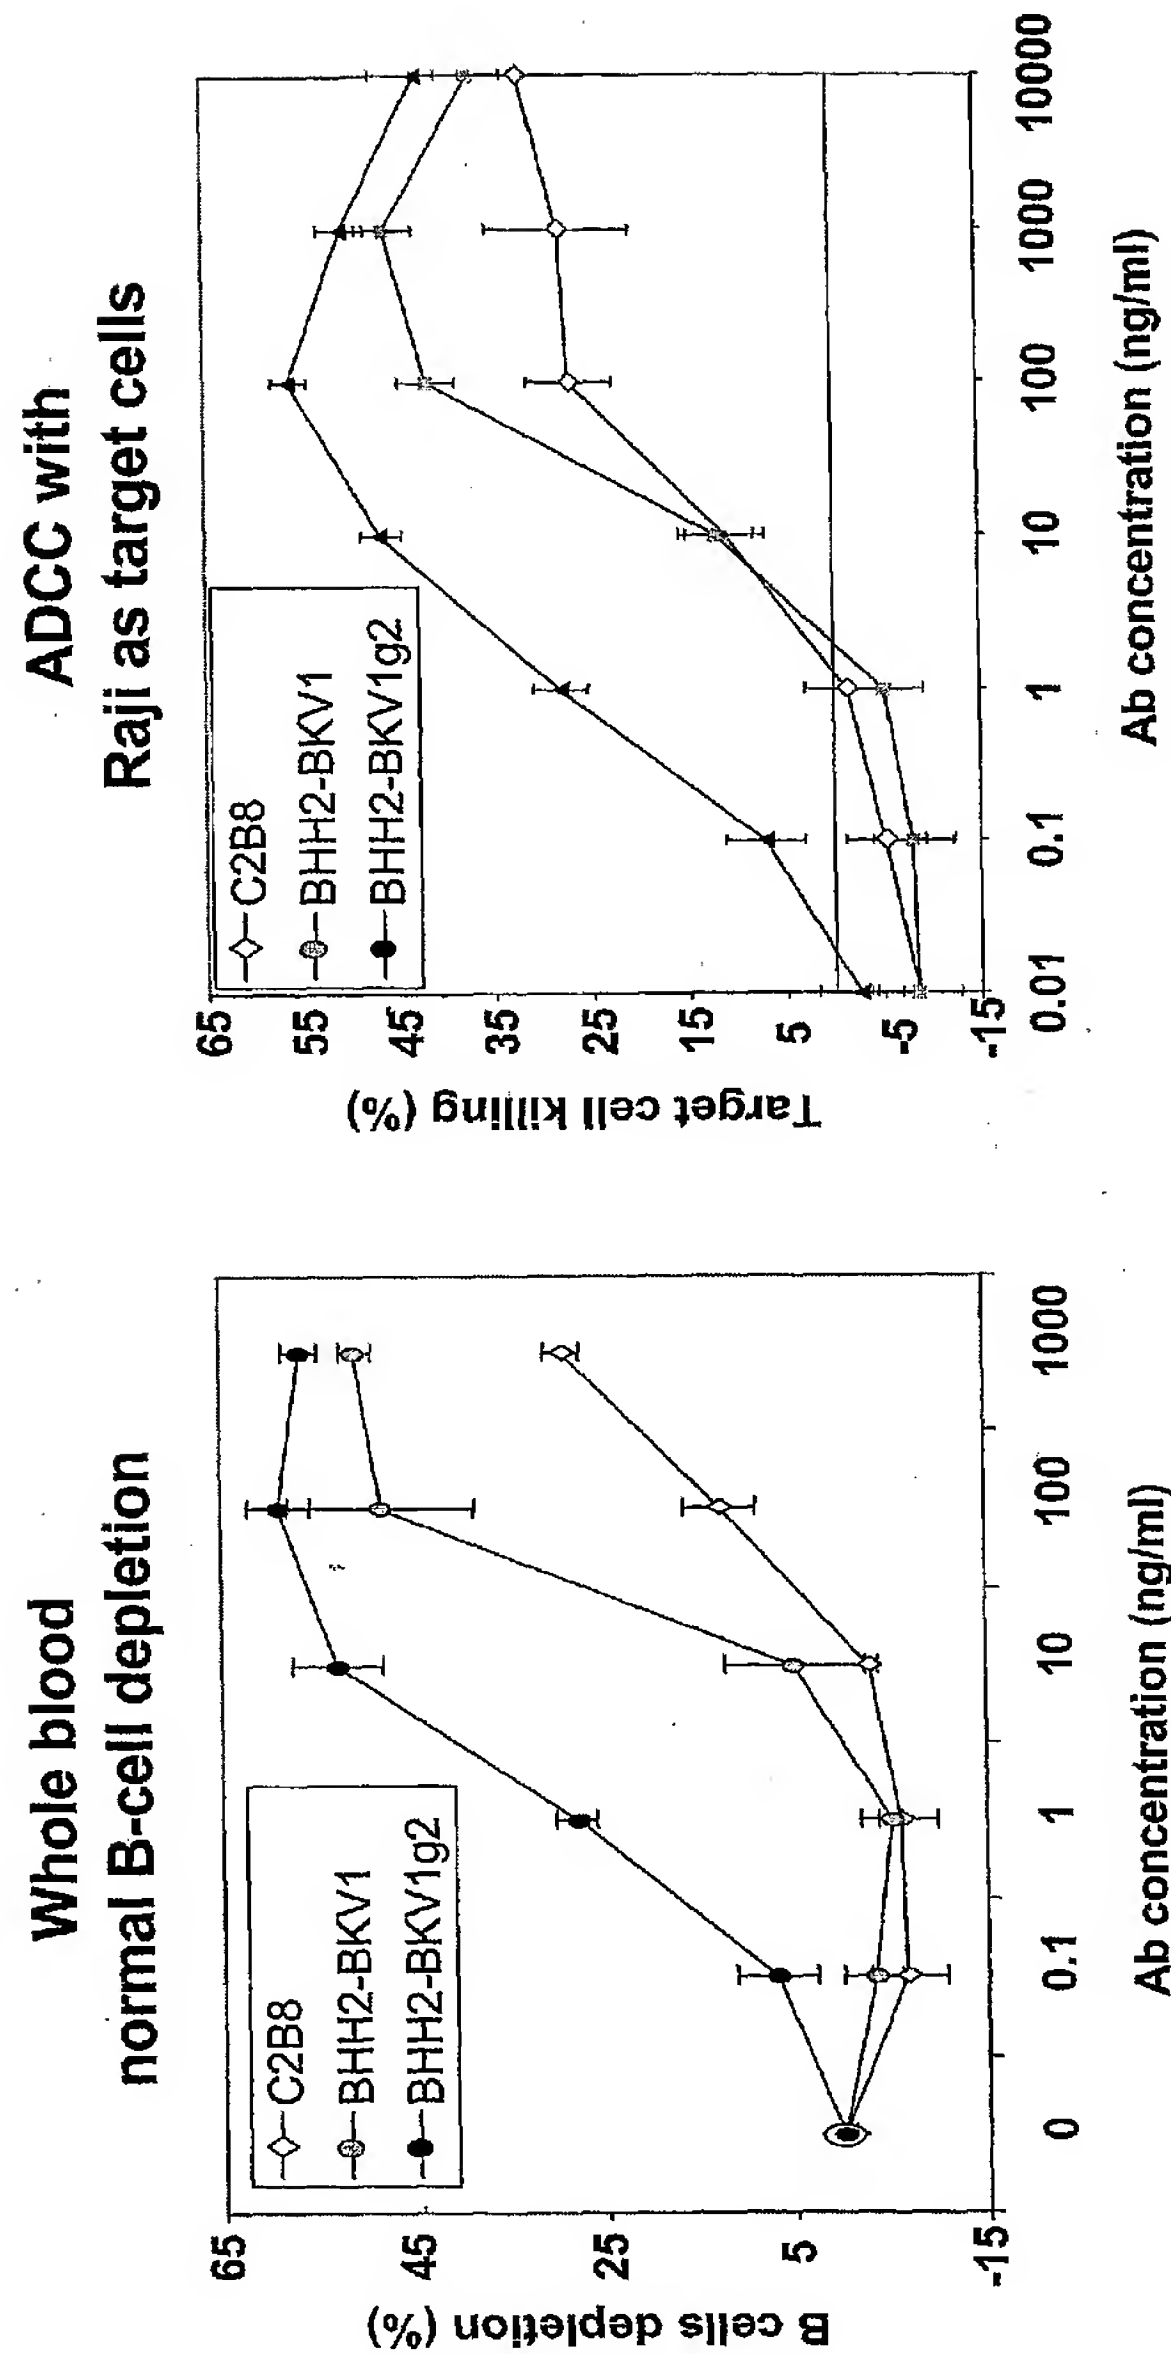 Whole blood
normal B-cell depletion
B cells depletion (%)
65
45
25
5
-15
C2B8
BHH2-BKV1
BHH2-BKV1g2
0
0.1
1
10
100
1000
Ab concentration (ng/ml)
ADCC with
Raji as target cells
Target cell killing (%)
65
55
45
35
25
15
5
-5
-15
C2B8
BHH2-BKV1
BHH2-BKV1g2
0.01
0.1
1
10
100
1000
10000
Ab concentration (ng/ml)